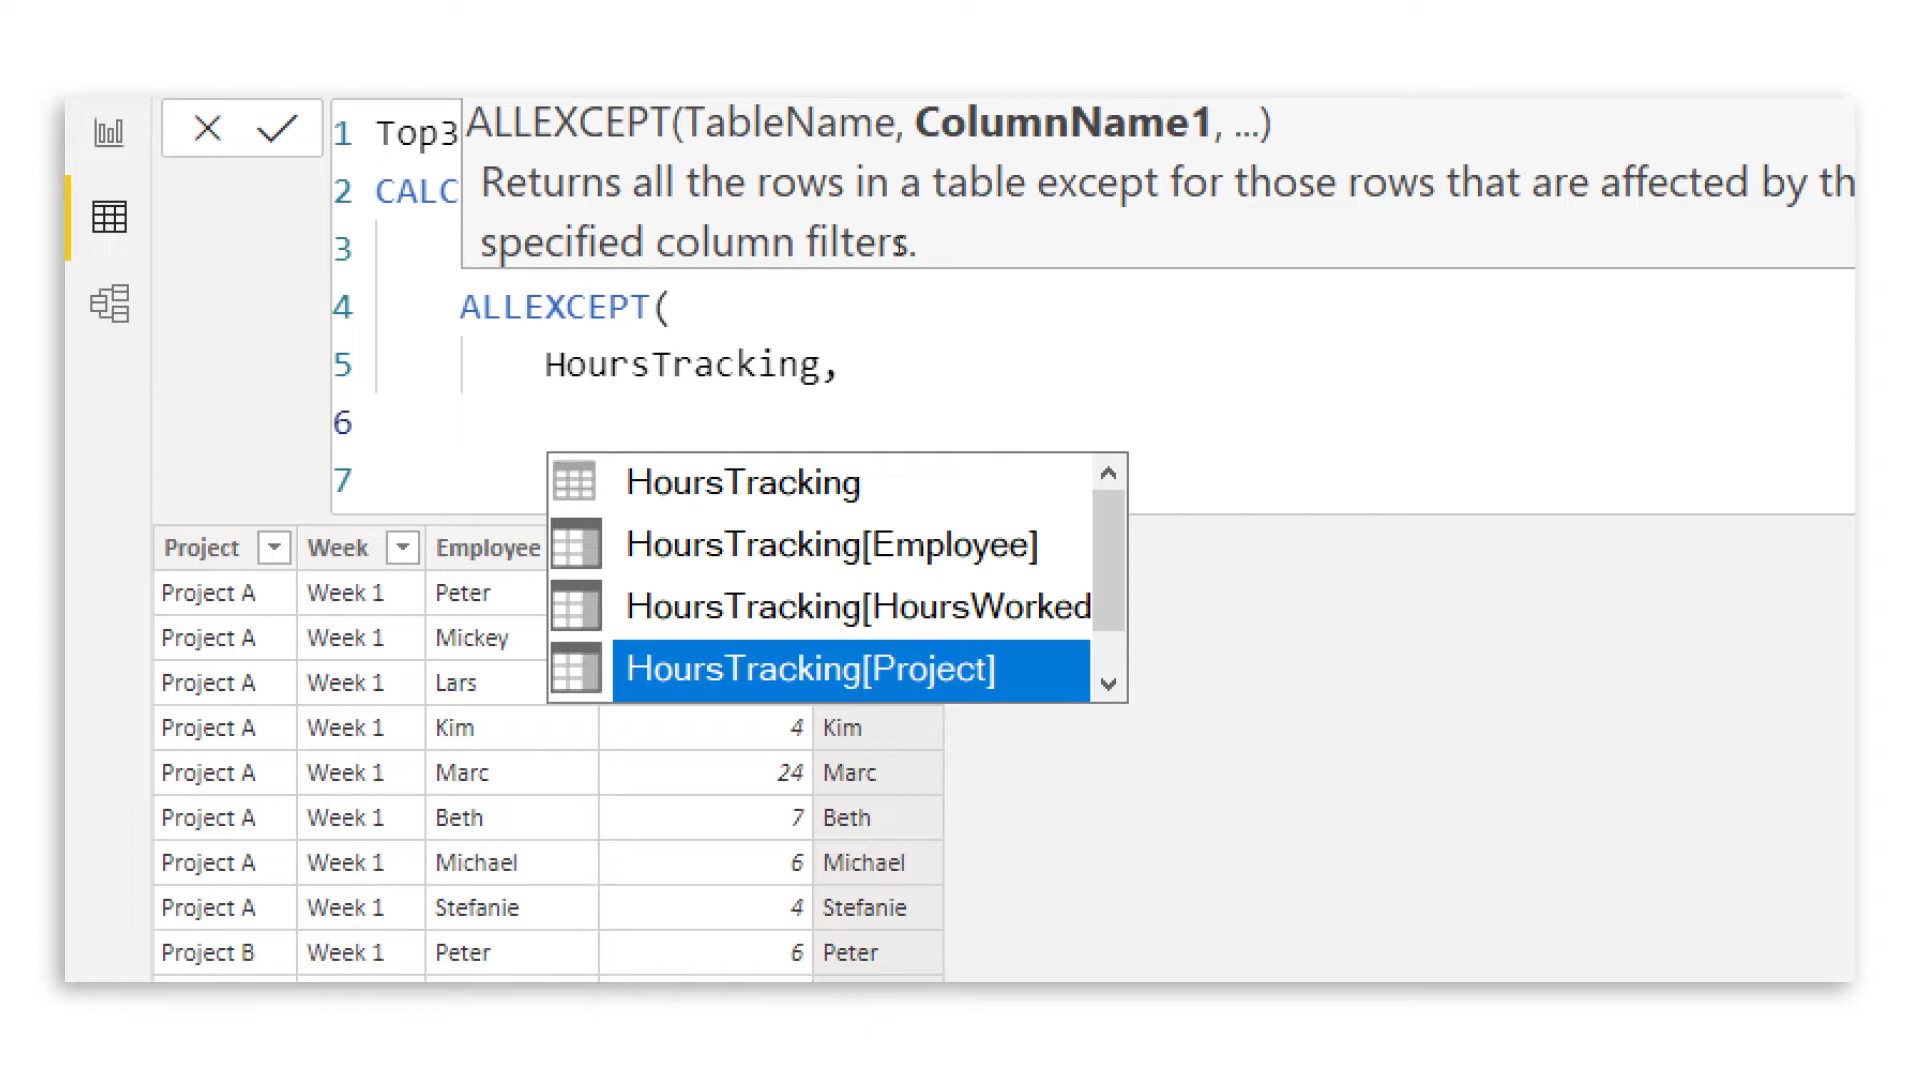 1 Top3
ALLEXCEPT(TableName, ColumnName1, ...)
2 CALC
Returns all the rows in a table except for those rows that are affected by th
3
specified column filters.
4 ALLEXCEPT(
5 HoursTracking,
6
7
HoursTracking
HoursTracking[Employee]
HoursTracking[HoursWorked
HoursTracking[Project]
Project Week Employee
Project A Week 1 Peter
Project A Week 1 Mickey
Project A Week 1 Lars
Project A Week 1 Kim 4 Kim
Project A Week 1 Marc 24 Marc
Project A Week 1 Beth 7 Beth
Project A Week 1 Michael 6 Michael
Project A Week 1 Stefanie 4 Stefanie
Project B Week 1 Peter 6 Peter